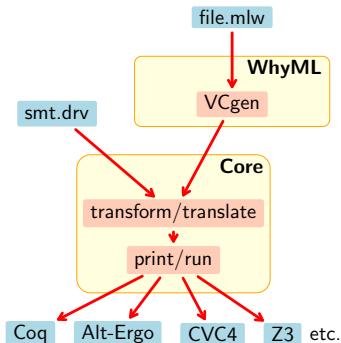 file.mlw
WhyML
VCgen
smt.drv
Core
transform/translate
print/run
Coq Alt-Ergo CVC4 Z3 etc.